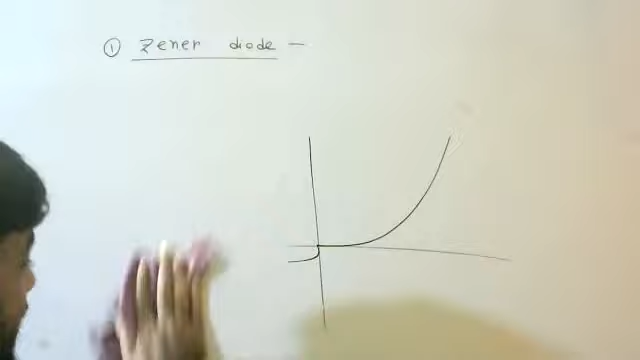 ① Zener diode –